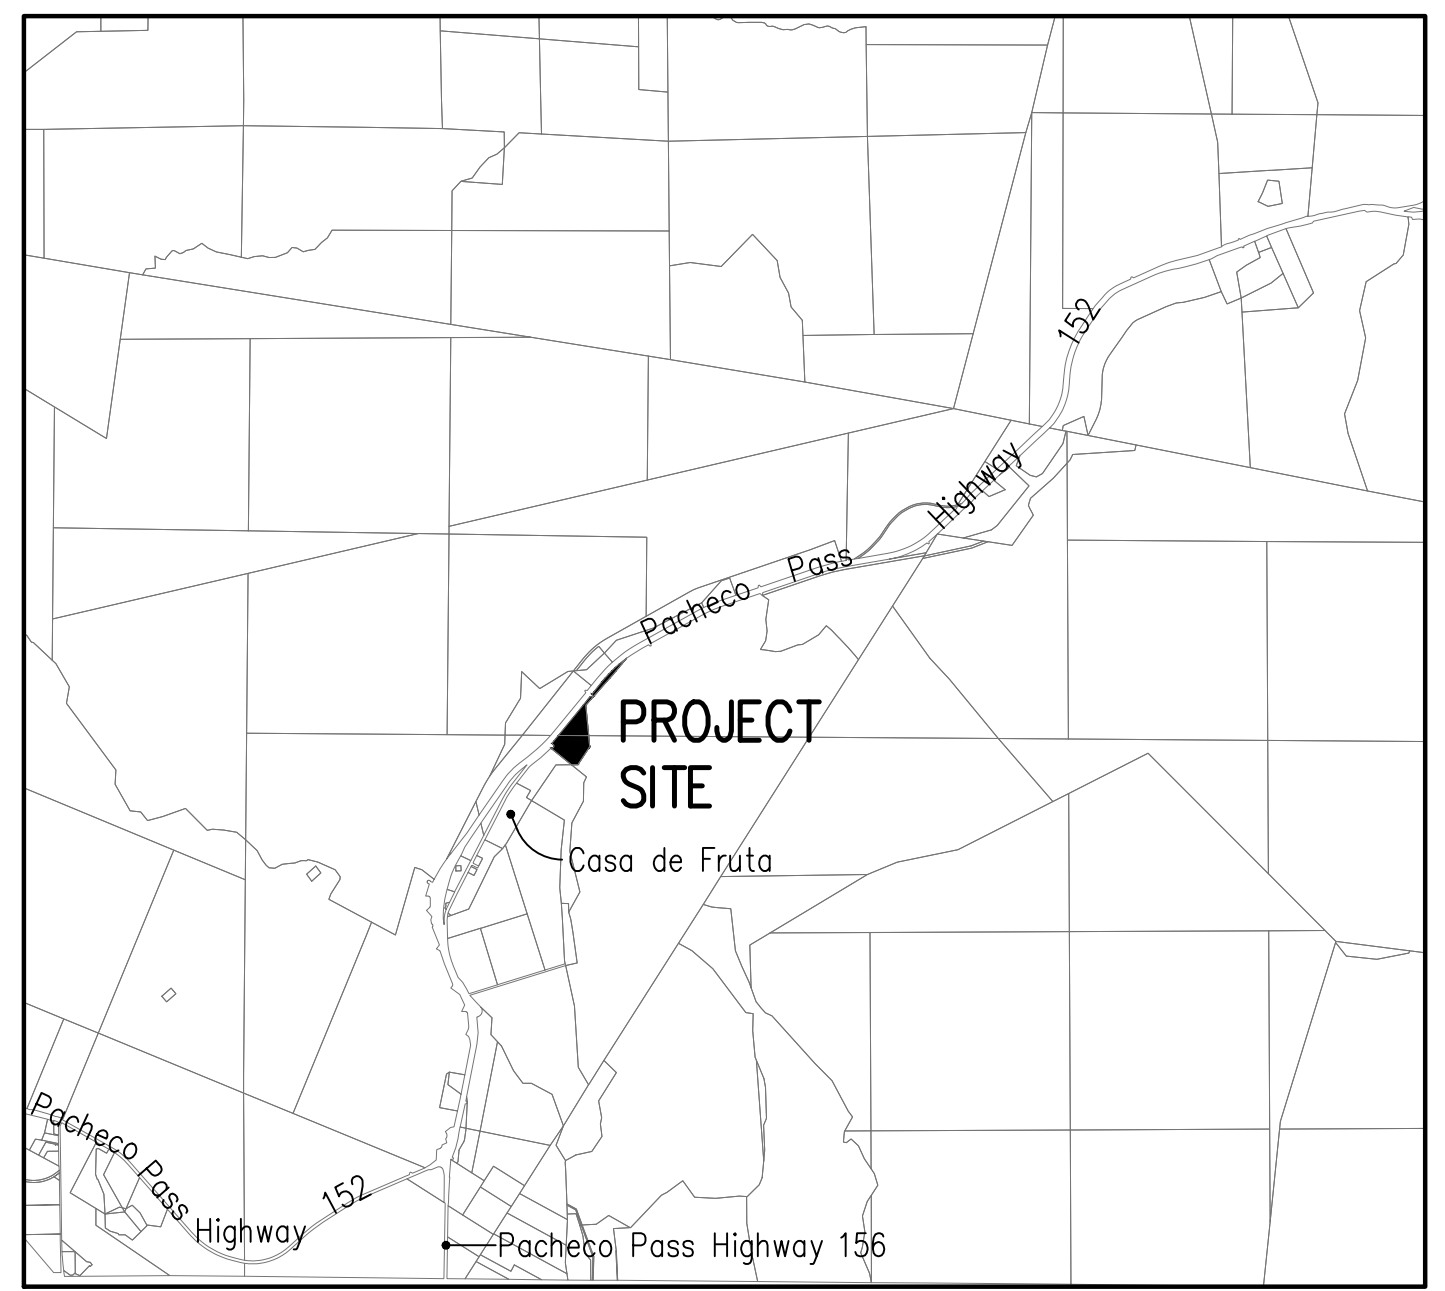 152
Highway
Pass
Pacheco
PROJECT
SITE
Casa de Fruta
Pacheco Pass Highway 152
Pacheco Pass Highway 156